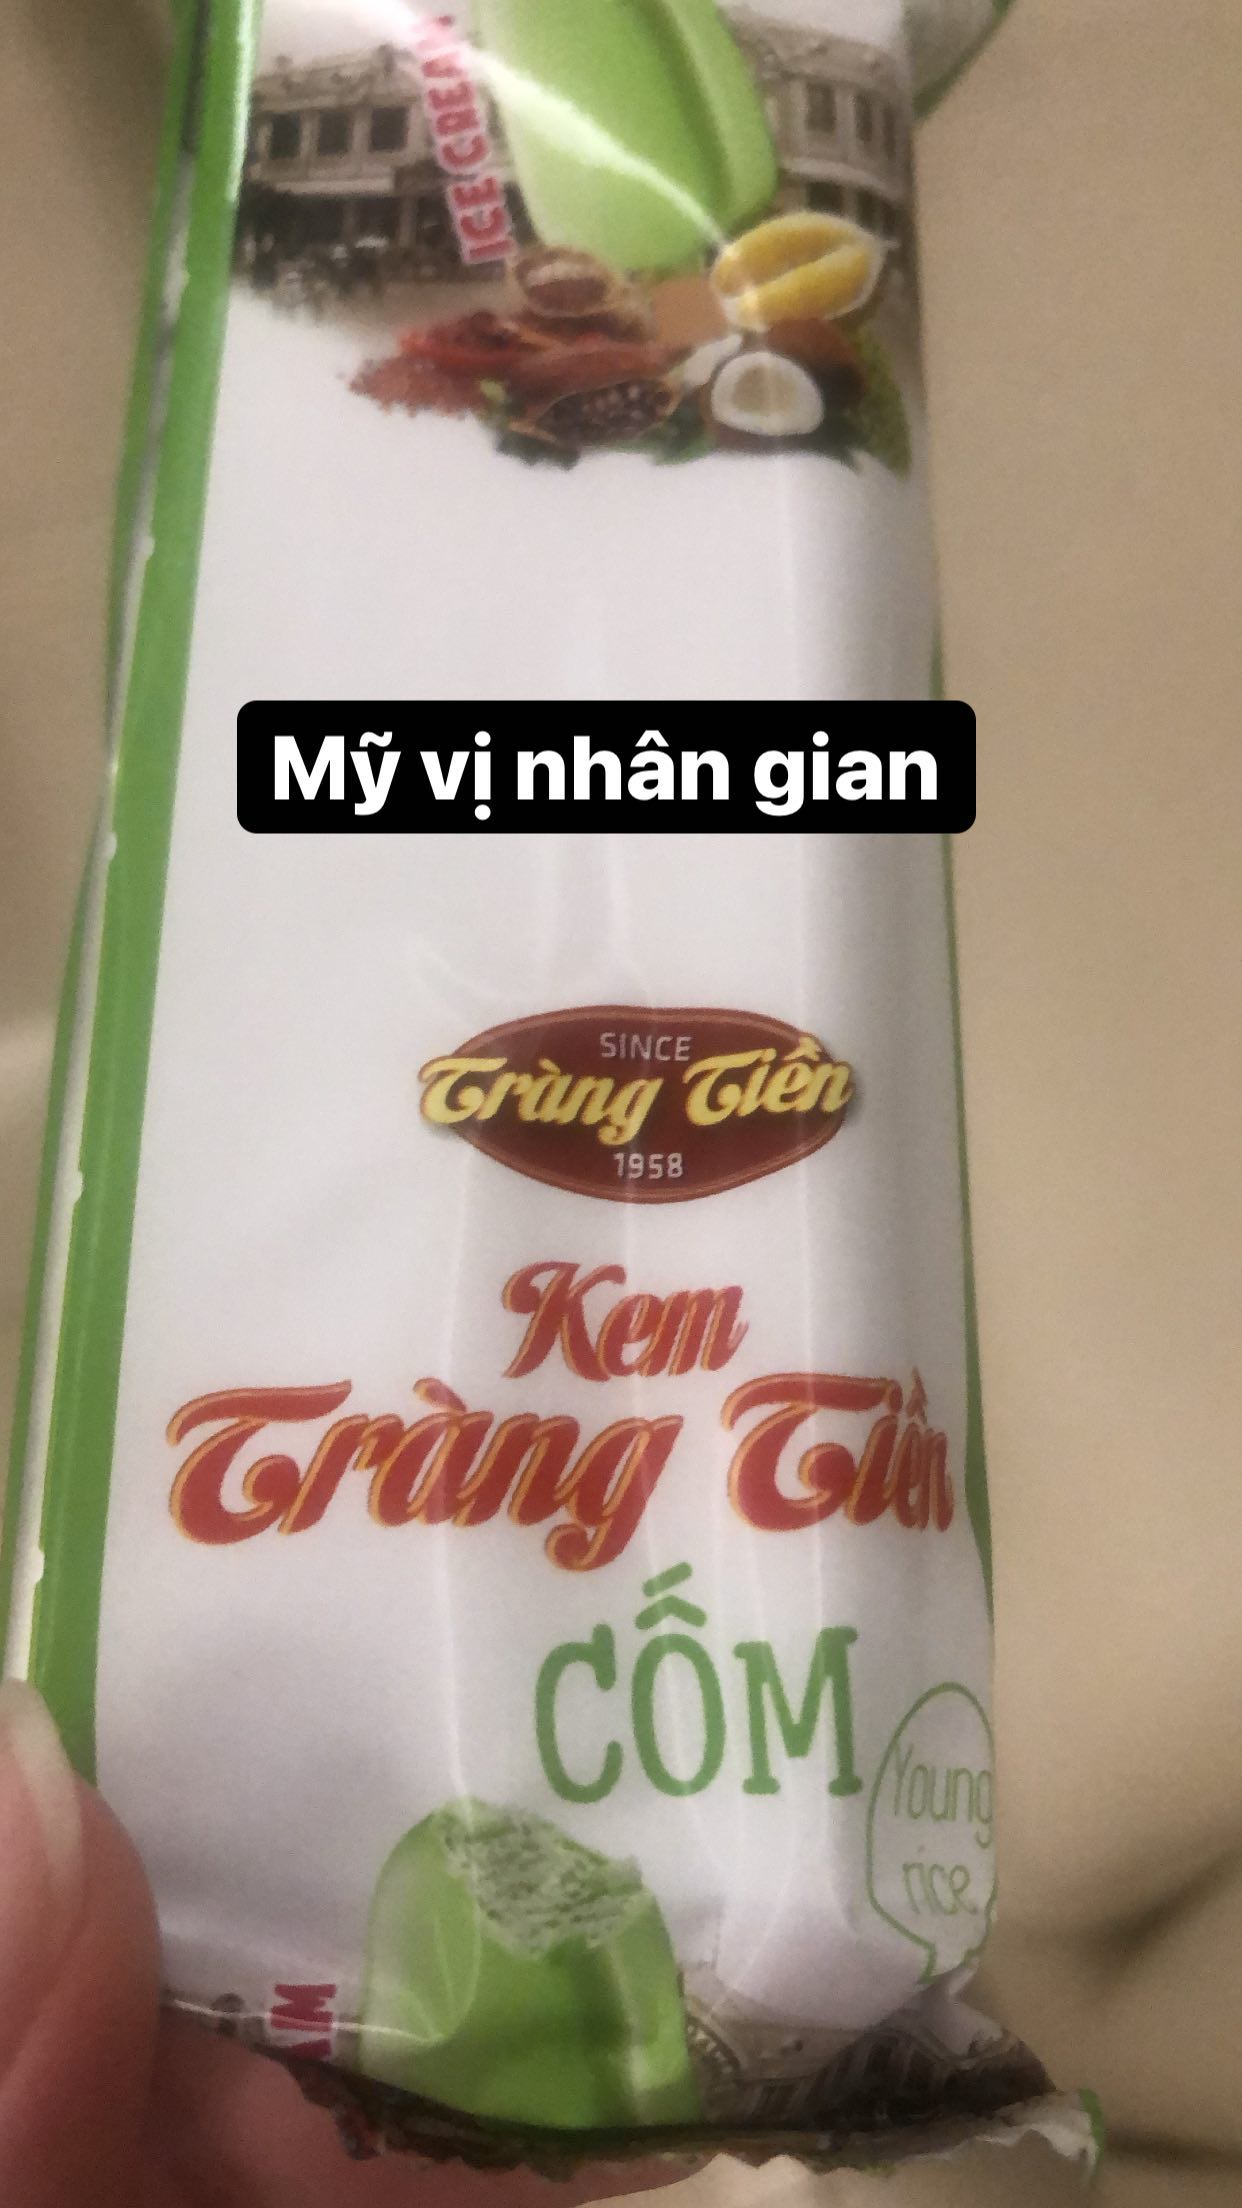 ICE CREAM
Mỹ vị nhân gian
SINCE
Tràng Tiền
1958
Kem
Tràng Tiền
CỐM
Young
rice